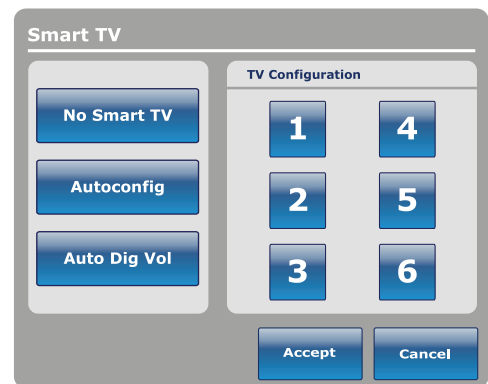 Smart TV
No Smart TV
Autoconfig
Auto Dig Vol
TV Configuration
1 4
2 5
3 6
Accept Cancel